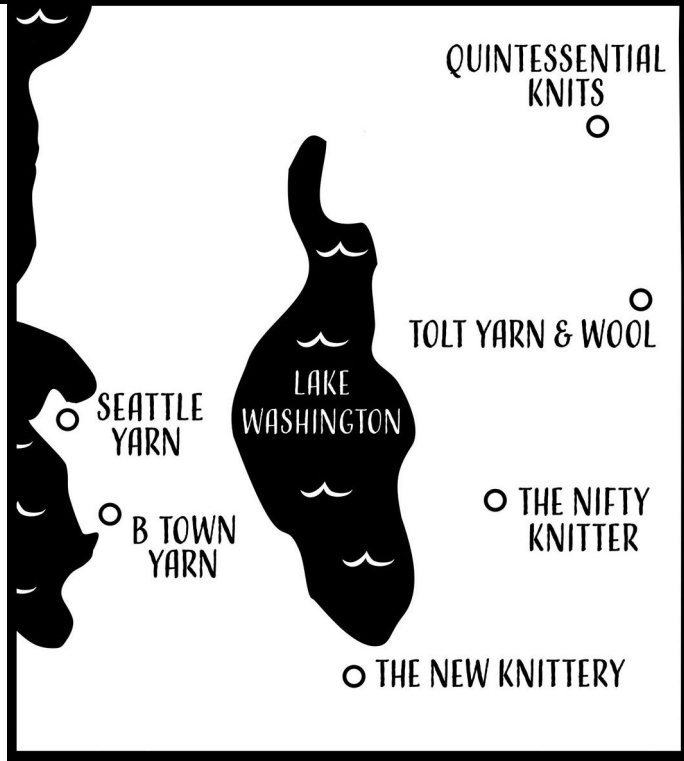 QUINTESSENTIAL
KNITS
TOLT YARN & WOOL
LAKE
WASHINGTON
SEATTLE
YARN
B TOWN
YARN
THE NIFTY
KNITTER
THE NEW KNITTERY